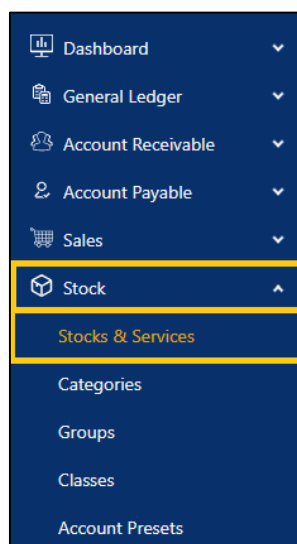 Dashboard
General Ledger
Account Receivable
Account Payable
Sales
Stock
Stocks & Services
Categories
Groups
Classes
Account Presets